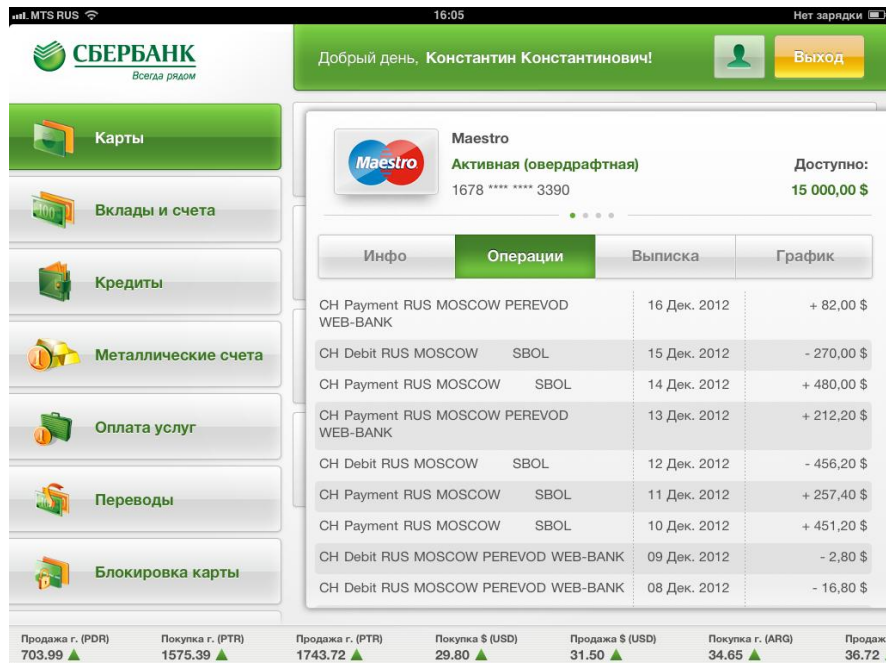 MTS RUS 16:05 Нет зарядки
СБЕРБАНК
Всегда рядом
Добрый день, Константин Константинович!
Выход
Карты
Вклады и счета
Кредиты
Металлические счета
Оплата услуг
Переводы
Блокировка карты
Maestro
Maestro
Активная (овердрафтная)
Доступно:
1678 **** **** 3390
15 000,00 $
Инфо Операции Выписка График
CH Payment RUS MOSCOW PEREVOD 16 Дек. 2012 + 82,00 $
WEB-BANK
CH Debit RUS MOSCOW SBOL 15 Дек. 2012 - 270,00 $
CH Payment RUS MOSCOW SBOL 14 Дек. 2012 + 480,00 $
CH Payment RUS MOSCOW PEREVOD 13 Дек. 2012 + 212,20 $
WEB-BANK
CH Debit RUS MOSCOW SBOL 12 Дек. 2012 - 456,20 $
CH Payment RUS MOSCOW SBOL 11 Дек. 2012 + 257,40 $
CH Payment RUS MOSCOW SBOL 10 Дек. 2012 + 451,20 $
CH Debit RUS MOSCOW PEREVOD WEB-BANK 09 Дек. 2012 - 2,80 $
CH Debit RUS MOSCOW PEREVOD WEB-BANK 08 Дек. 2012 - 16,80 $
Продажа г. (PDR) Покупка г. (PTR) Продажа г. (PTR) Покупка $ (USD) Продажа $ (USD) Покупка г. (ARG) Продаж
703.99 1575.39 1743.72 29.80 31.50 34.65 36.72